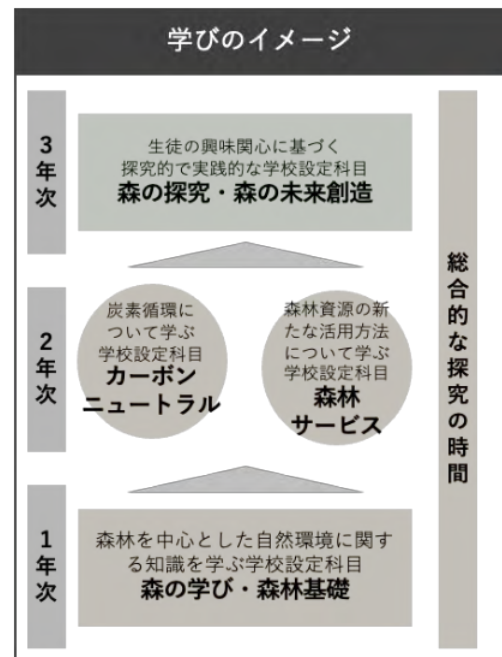 学びのイメージ
3年次
生徒の興味関心に基づく
探究的で実践的な学校設定科目
森の探究・森の未来創造
2年次
炭素循環に
ついて学ぶ
学校設定科目
カーボン
ニュートラル
森林資源の新
たな活用方法
について学ぶ
学校設定科目
森林
サービス
1年次
森林を中心とした自然環境に関す
る知識を学ぶ学校設定科目
森の学び・森林基礎
総合的な探究の時間